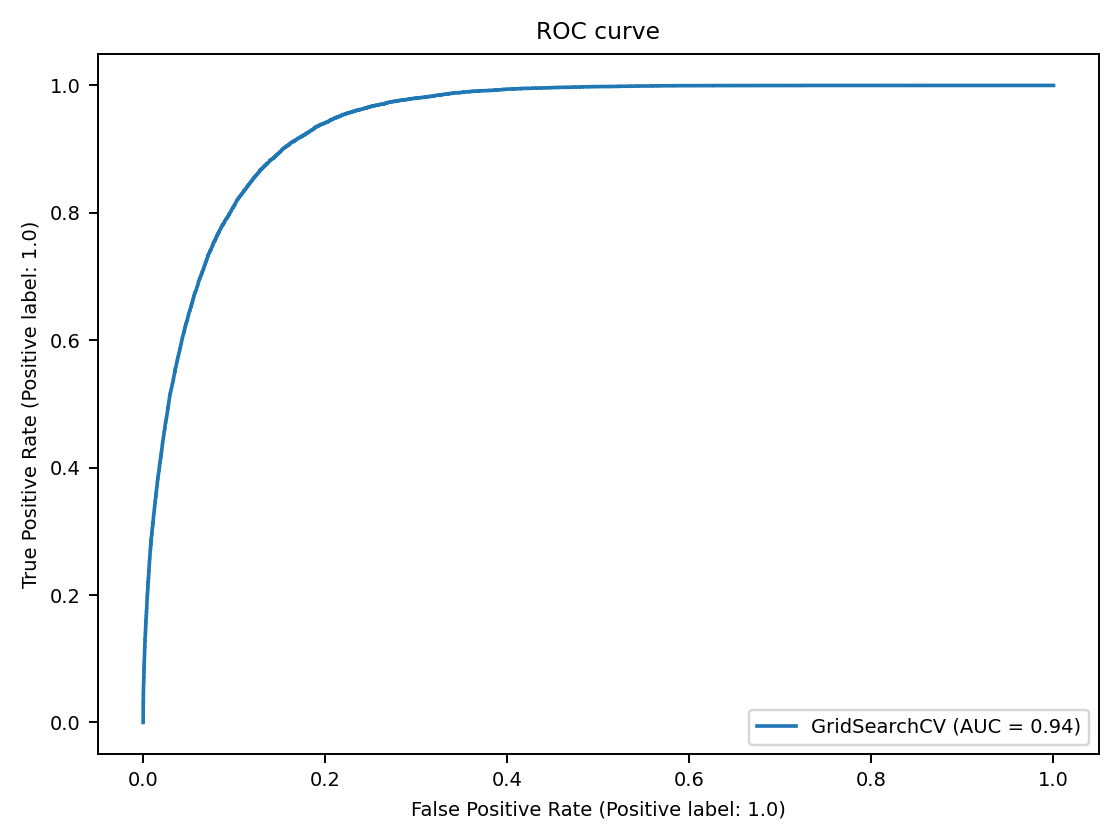 ROC curve
True Positive Rate (Positive label: 1.0)
1.0
0.8
0.6
0.4
0.2
0.0
0.0 0.2 0.4 0.6 0.8 1.0
False Positive Rate (Positive label: 1.0)
GridSearchCV (AUC = 0.94)